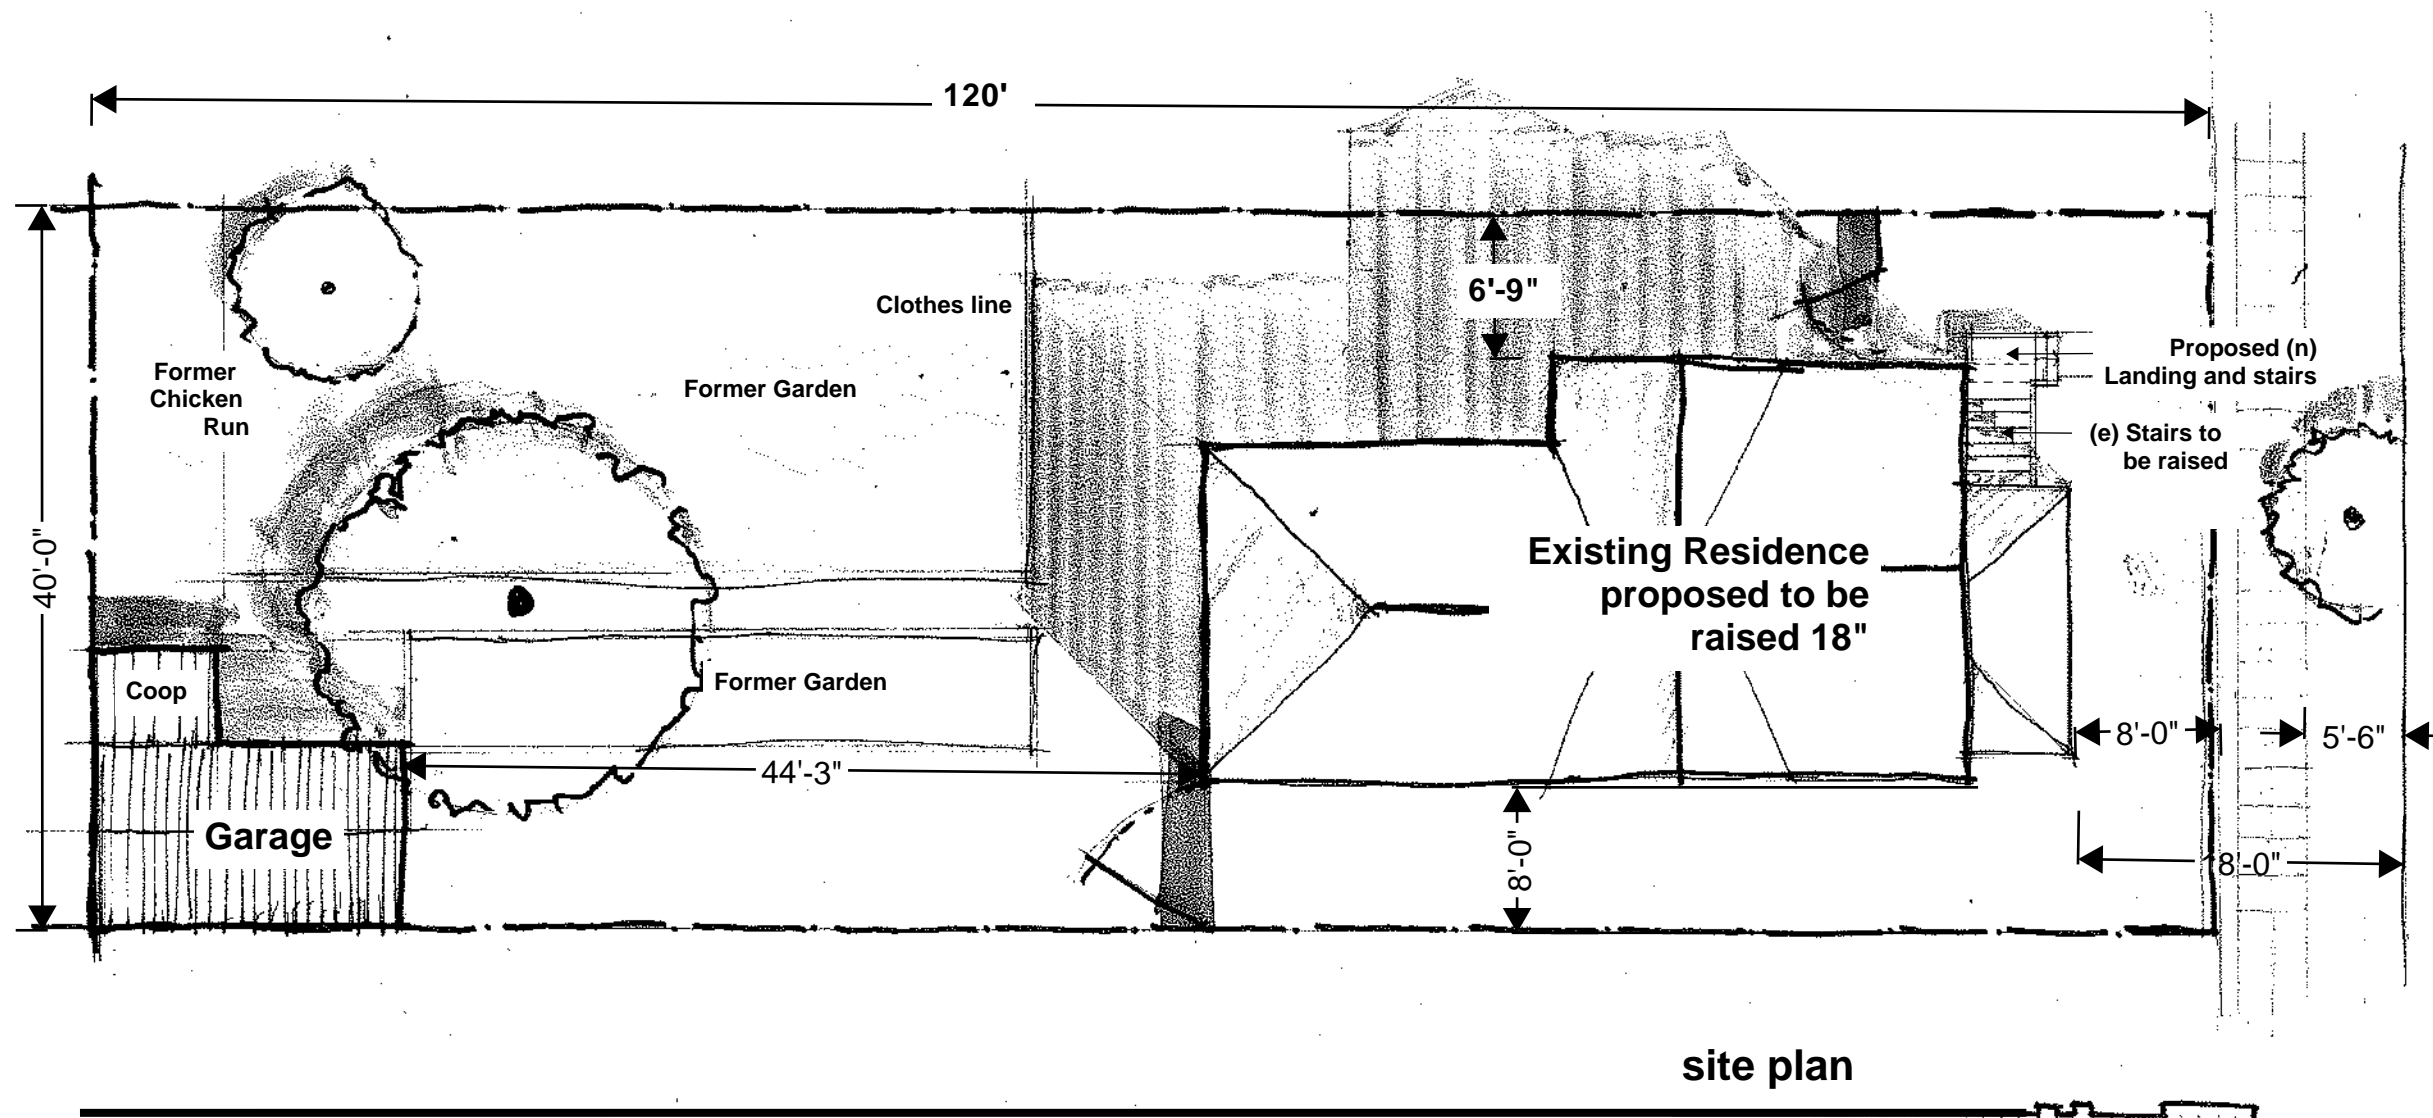 120'
6'-9"
Clothes line
Proposed (n)
Landing and stairs
Former
Chicken
Run
Former Garden
(e) Stairs to
be raised
40'-0"
Existing Residence
proposed to be
raised 18"
Coop
Former Garden
8'-0"
5'-6"
44'-3"
Garage
8'-0"
8'-0"
site plan